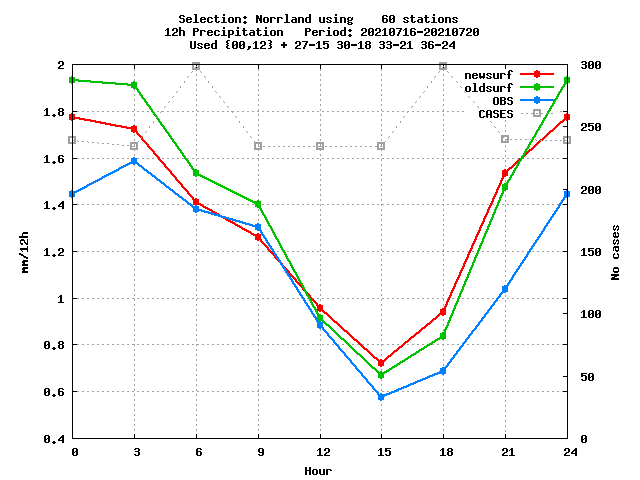 Selection: Norrland using    60 stations
12h Precipitation   Period: 20210716-20210720
Used {00,12} + 27-15 30-18 33-21 36-24
newsurf
oldsurf
OBS
CASES
2
1.8
1.6
1.4
1.2
1
0.8
0.6
0.4
mm/12h
300
250
200
150
100
50
0
No cases
0 3 6 9 12 15 18 21 24
Hour